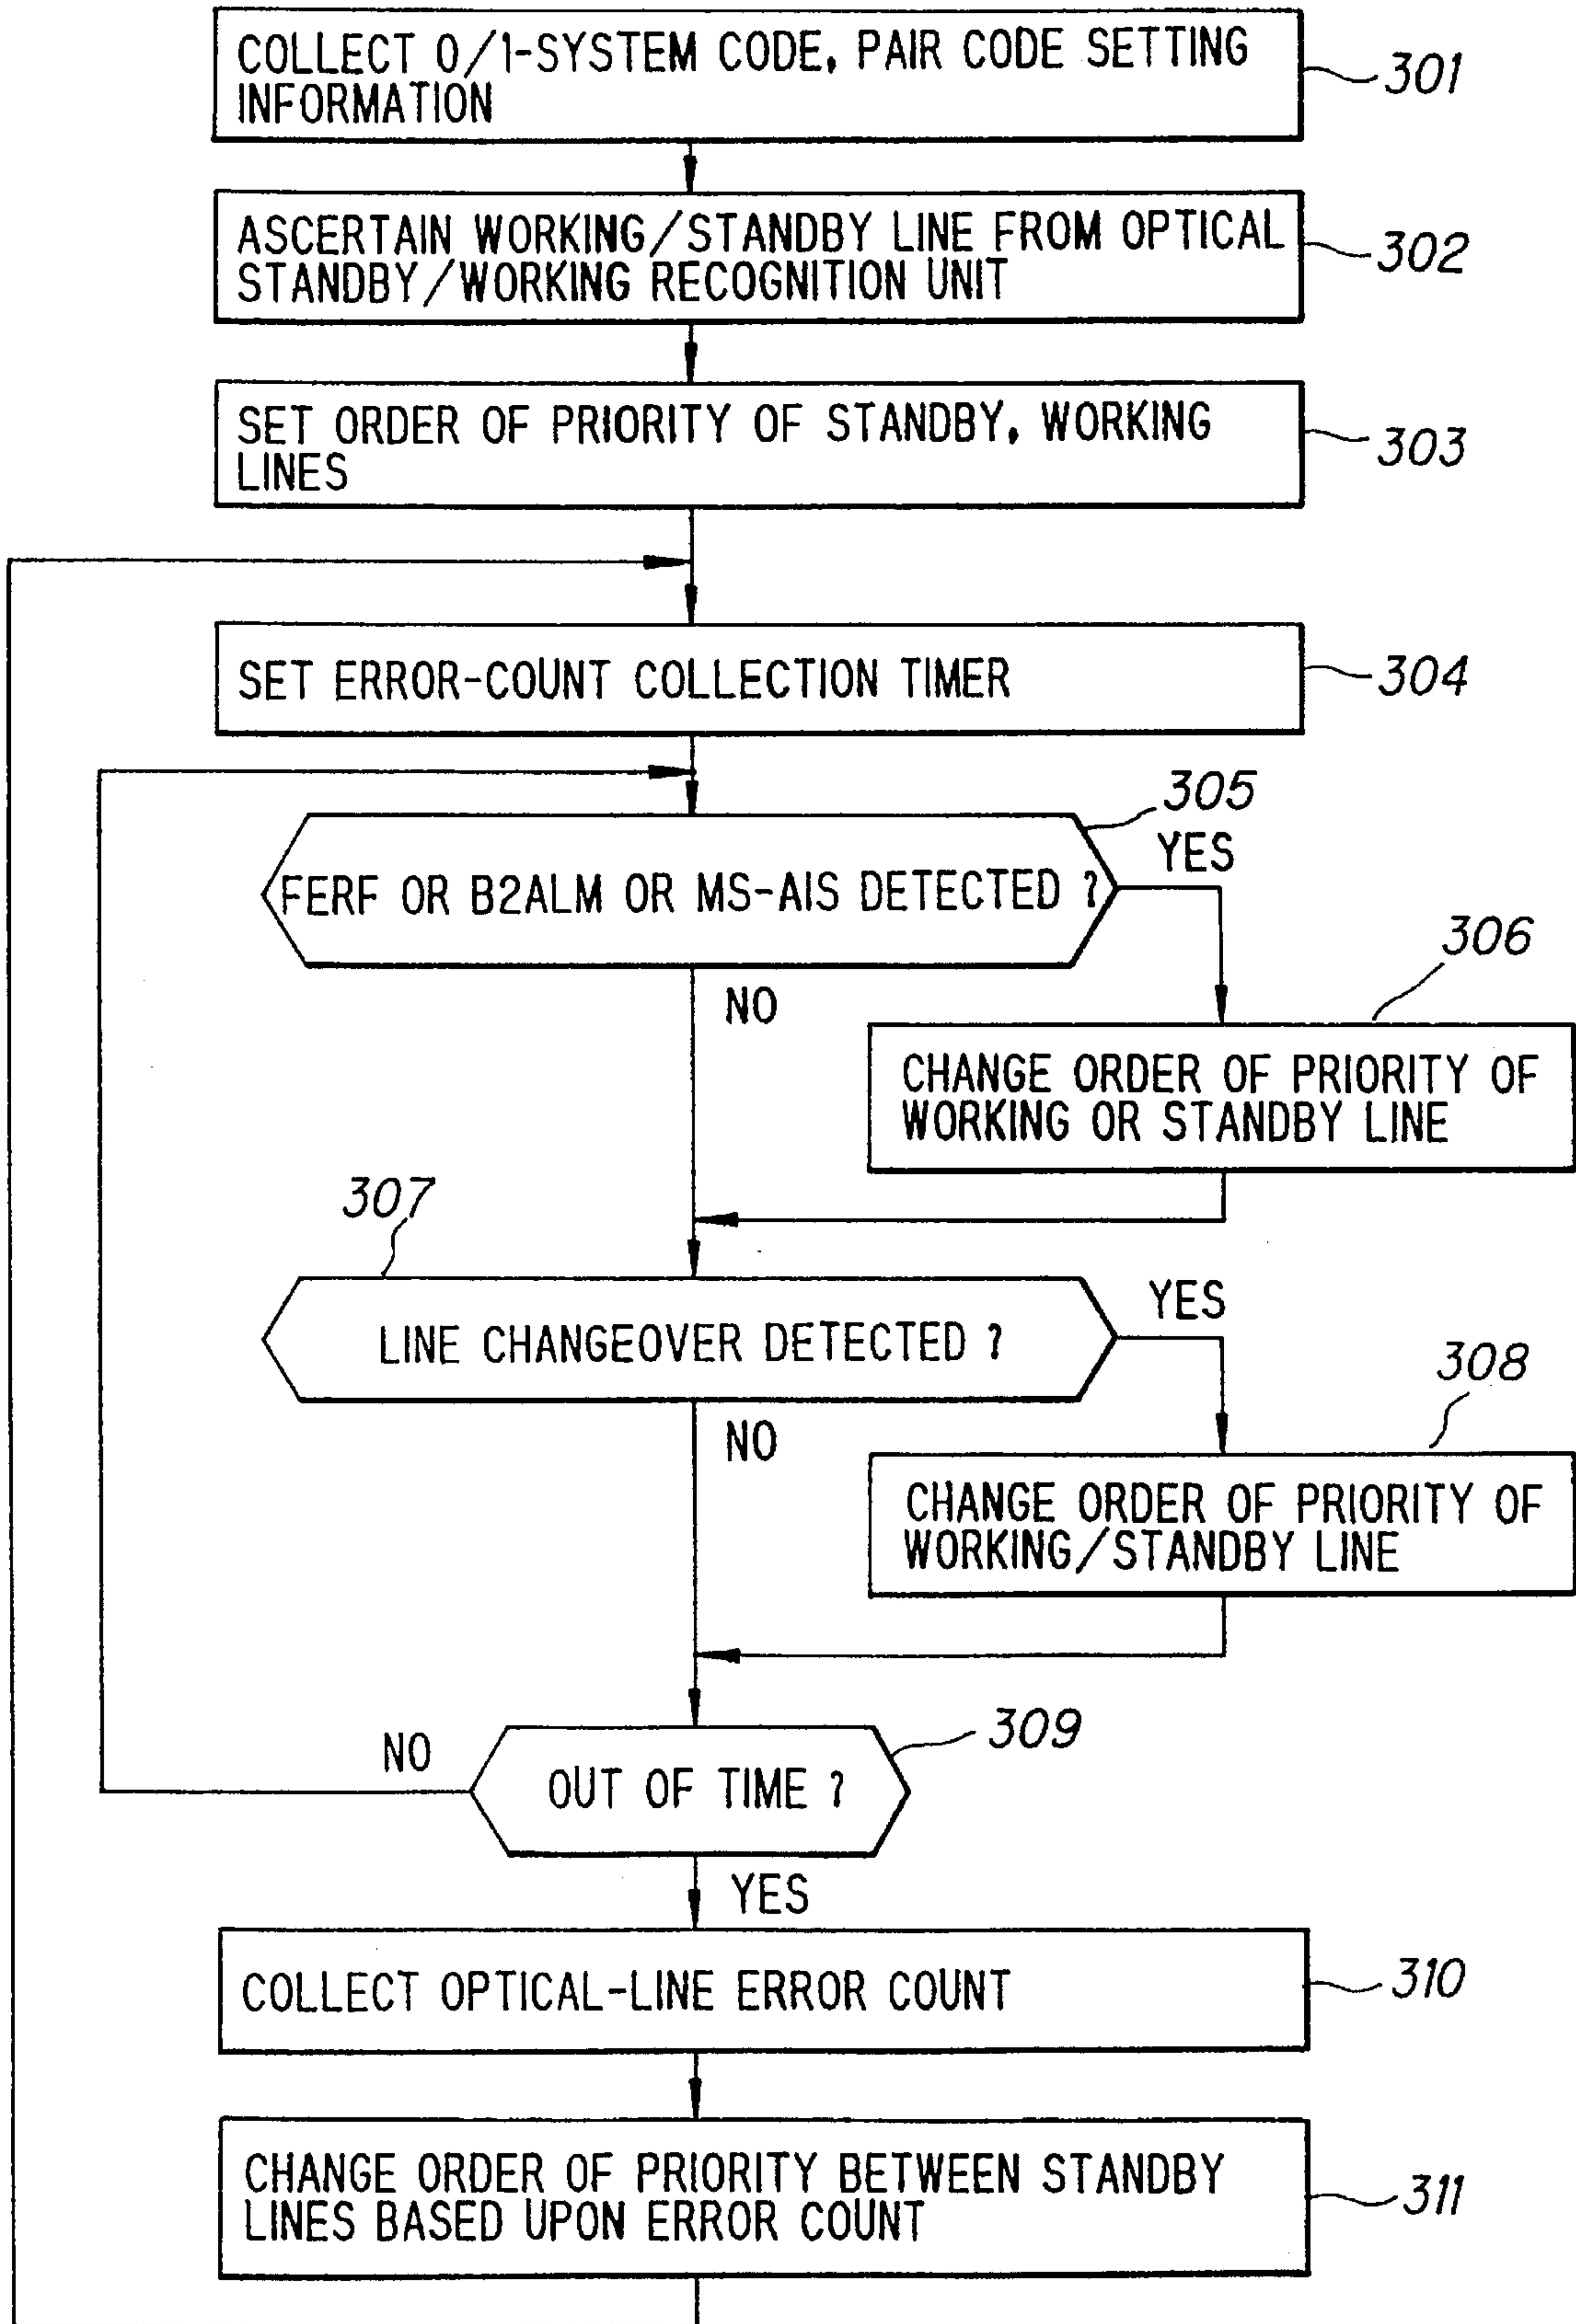 COLLECT 0/1-SYSTEM CODE, PAIR CODE SETTING
INFORMATION
301
ASCERTAIN WORKING/STANDBY LINE FROM OPTICAL
STANDBY/WORKING RECOGNITION UNIT
302
SET ORDER OF PRIORITY OF STANDBY, WORKING
LINES
303
SET ERROR-COUNT COLLECTION TIMER
304
305
FERF OR B2ALM OR MS-AIS DETECTED ?
YES
NO
306
CHANGE ORDER OF PRIORITY OF
WORKING OR STANDBY LINE
307
LINE CHANGEOVER DETECTED ?
YES
NO
308
CHANGE ORDER OF PRIORITY OF
WORKING/STANDBY LINE
309
OUT OF TIME ?
NO
YES
COLLECT OPTICAL-LINE ERROR COUNT
310
CHANGE ORDER OF PRIORITY BETWEEN STANDBY
LINES BASED UPON ERROR COUNT
311